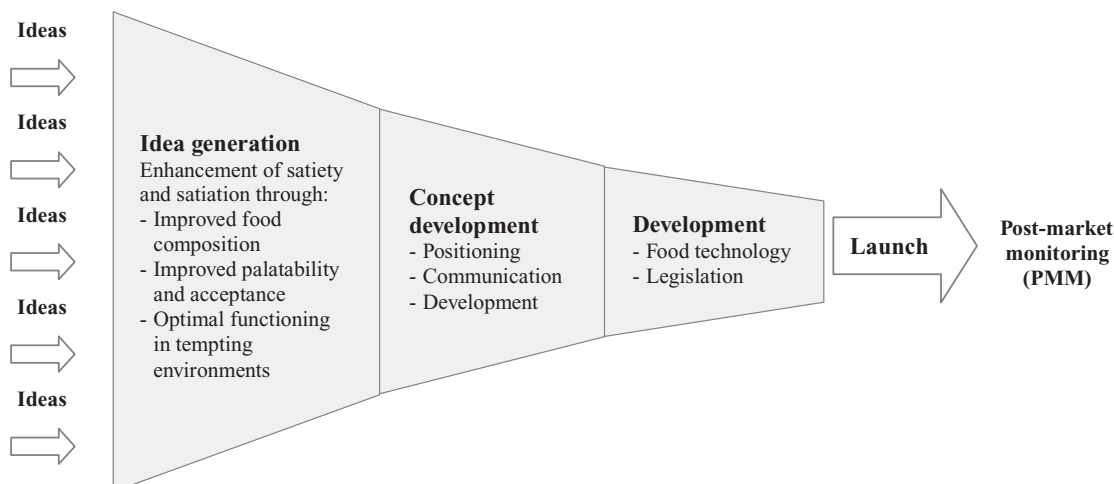 Ideas
Ideas
Ideas
Ideas
Ideas
Idea generation
Enhancement of satiety
and satiation through:
- Improved food
composition
- Improved palatability
and acceptance
- Optimal functioning
in tempting
environments
Concept
development
- Positioning
- Communication
- Development
Development
- Food technology
- Legislation
Launch
Post-market
monitoring
(PMM)